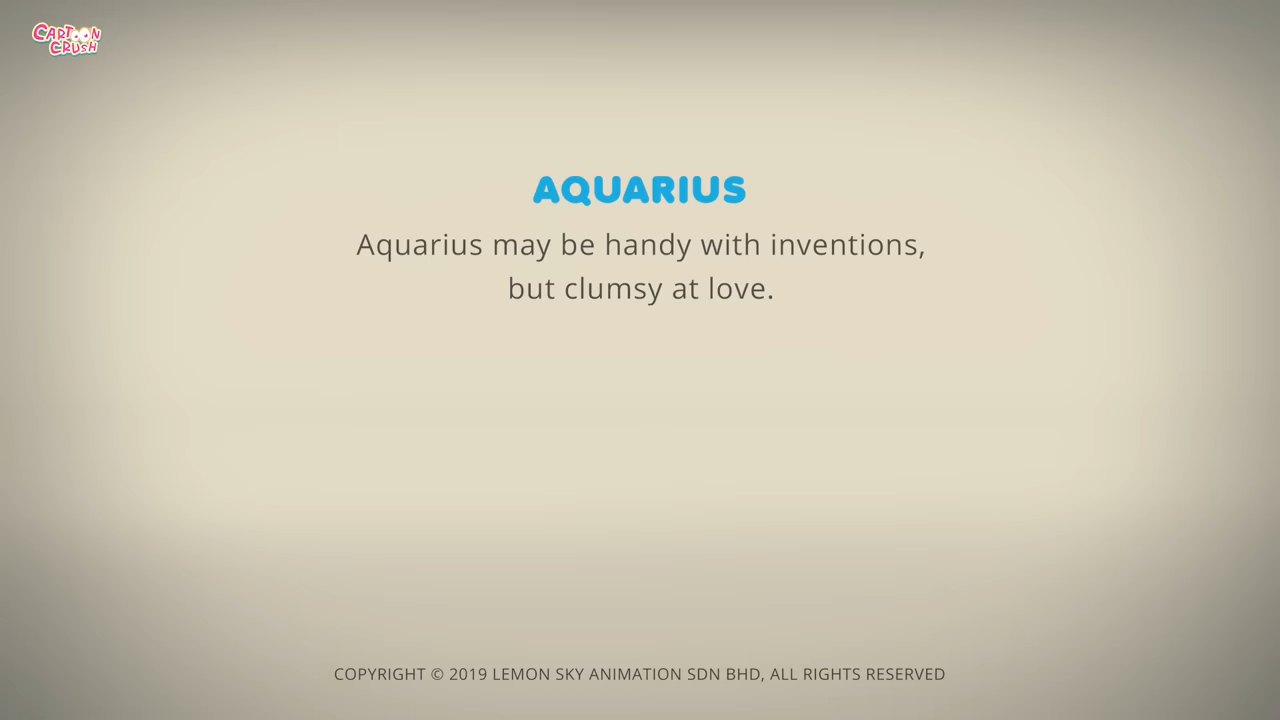 CARTOON
CRUSH
AQUARIUS
Aquarius may be handy with inventions,
but clumsy at love.
COPYRIGHT © 2019 LEMON SKY ANIMATION SDN BHD, ALL RIGHTS RESERVED